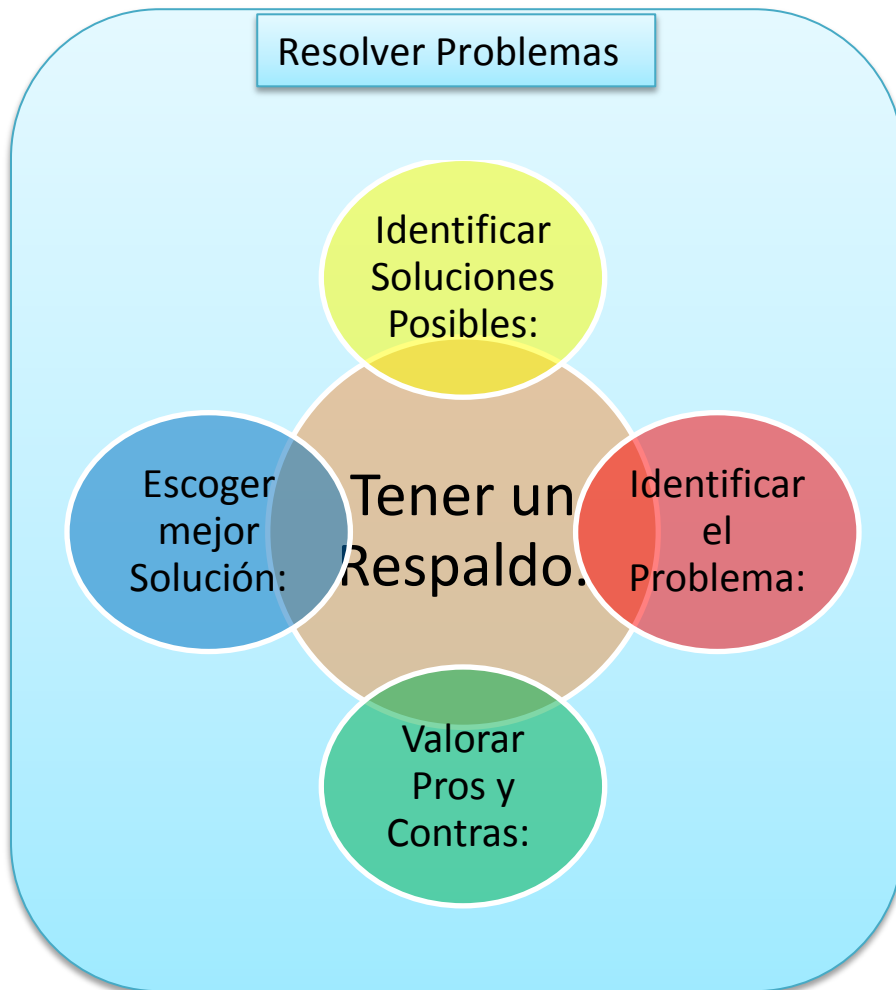 Resolver Problemas
Identificar
Soluciones
Posibles:
Escoger
mejor
Solución:
Tener un
Respaldo.
Identificar
el
Problema:
Valorar
Pros y
Contras: